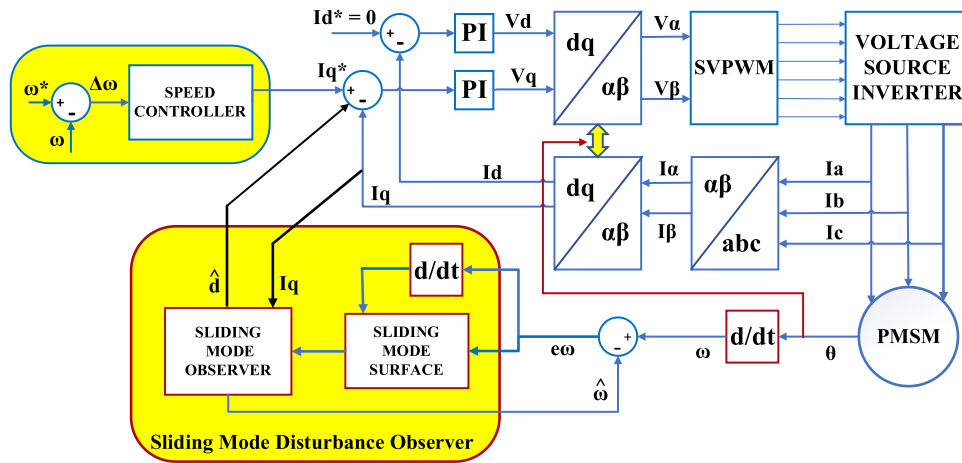 Id* = 0
+
-
PI
Vd
dq
αβ
Vα
Vβ
SVPWM
VOLTAGE
SOURCE
INVERTER
ω*
+
-
Δω
ω
SPEED
CONTROLLER
Iq*
+
-
PI
Vq
Id
Iq
dq
αβ
Iα
Iβ
αβ
abc
Ia
Ib
Ic
d̂
Iq
d/dt
SLIDING
MODE
OBSERVER
SLIDING
MODE
SURFACE
eω
+
-
ω
d/dt
θ
PMSM
ω̂
Sliding Mode Disturbance Observer